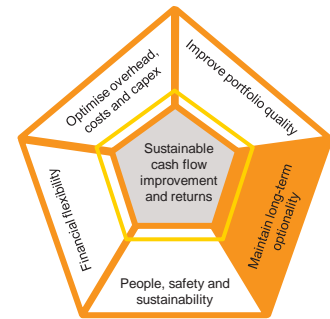 Optimise overhead,
costs and capex
Improve portfolio quality
Sustainable
cash flow
improvement
and returns
Financial flexibility
Maintain long-term
optionality
People, safety and
sustainability